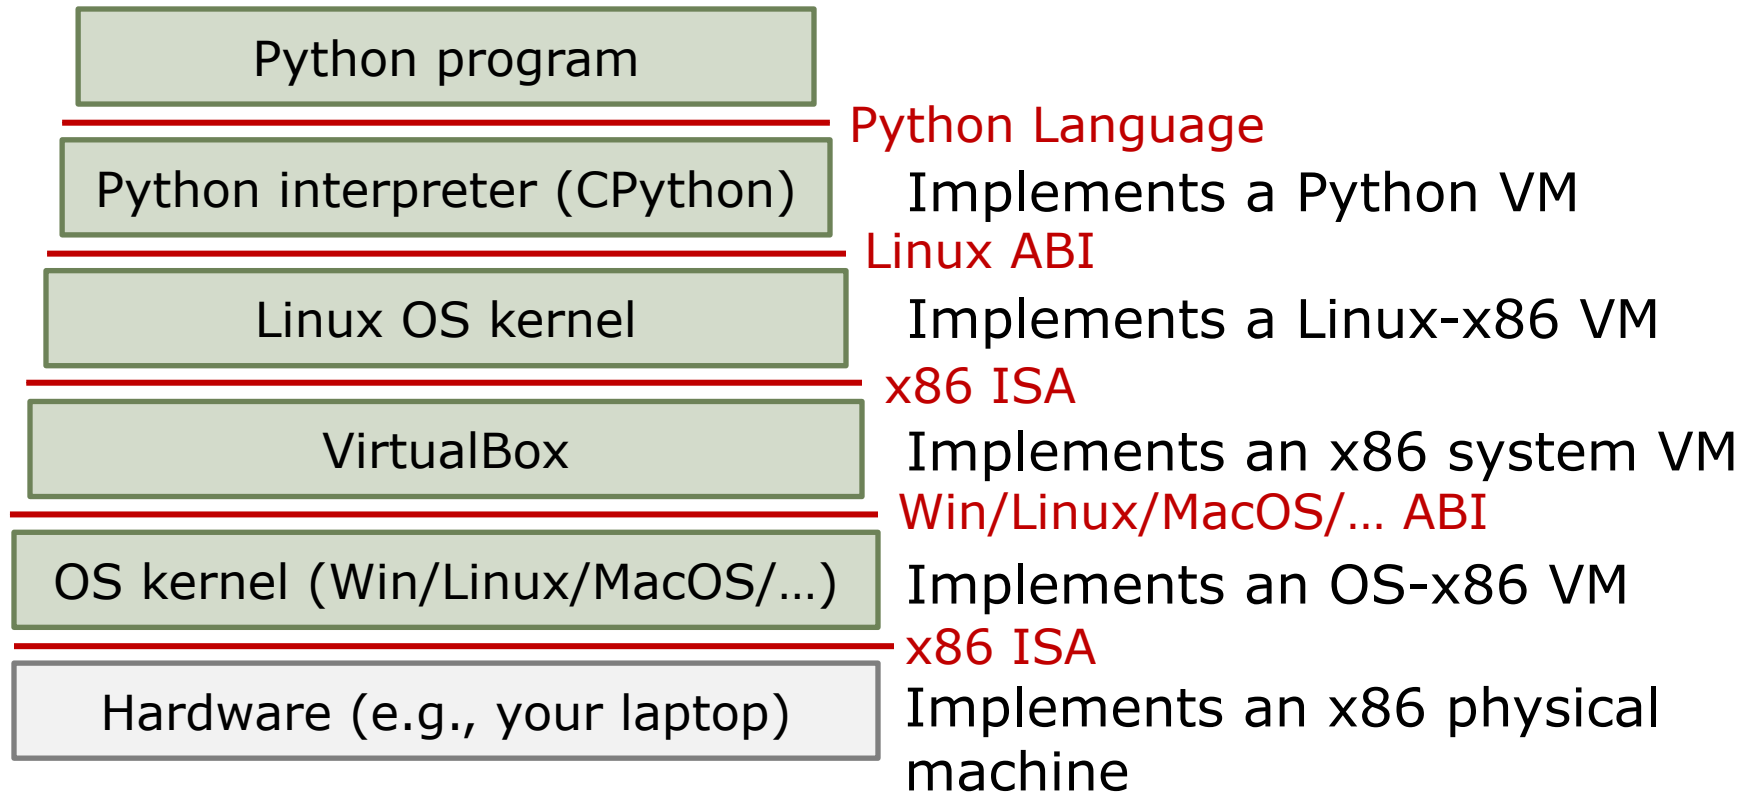 Python program
Python Language
Python interpreter (CPython)
Implements a Python VM
Linux ABI
Linux OS kernel
Implements a Linux-x86 VM
x86 ISA
VirtualBox
Implements an x86 system VM
Win/Linux/MacOS/… ABI
OS kernel (Win/Linux/MacOS/…)
Implements an OS-x86 VM
x86 ISA
Hardware (e.g., your laptop)
Implements an x86 physical
machine